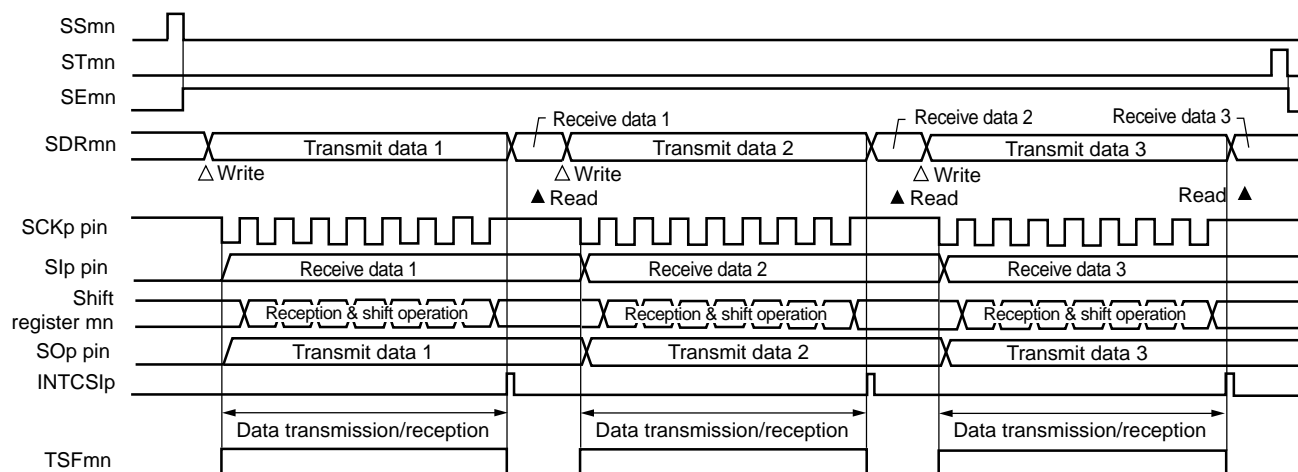 SSmn
STmn
SEmn
Receive data 1
Receive data 2
Receive data 3
SDRmn
Transmit data 1
Transmit data 2
Transmit data 3
△ Write
△ Write
△ Write
▲ Read
▲ Read
Read ▲
SCKp pin
SIp pin
Receive data 1
Receive data 2
Receive data 3
Shift
register mn
Reception & shift operation
Reception & shift operation
Reception & shift operation
SOp pin
Transmit data 1
Transmit data 2
Transmit data 3
INTCSIp
Data transmission/reception
Data transmission/reception
Data transmission/reception
TSFmn